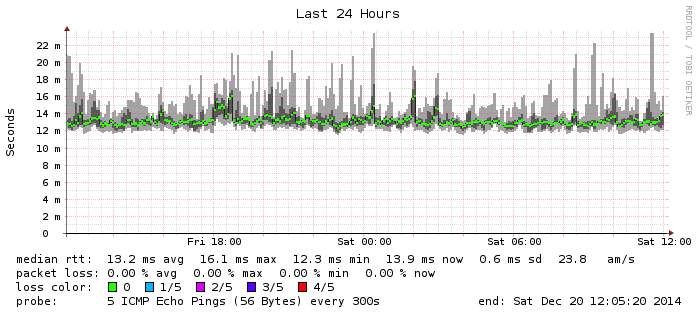 Last 24 Hours
RRDTOOL / TOBI OETIKER
Seconds
22 m
20 m
18 m
16 m
14 m
12 m
10 m
8 m
6 m
4 m
2 m
0
Fri 18:00 Sat 00:00 Sat 06:00 Sat 12:00
median rtt: 13.2 ms avg 16.1 ms max 12.3 ms min 13.9 ms now 0.6 ms sd 23.8 am/s
packet loss: 0.00 % avg 0.00 % max 0.00 % min 0.00 % now
loss color: 0 1/5 2/5 3/5 4/5
probe: 5 ICMP Echo Pings (56 Bytes) every 300s end: Sat Dec 20 12:05:20 2014